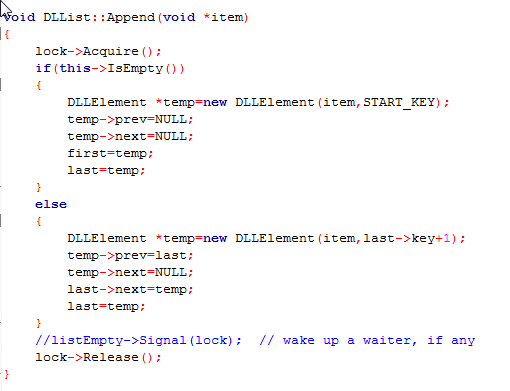 void DLList::Append(void *item)
{
    lock->Acquire();
    if(this->IsEmpty())
    {
        DLLElement *temp=new DLLElement(item,START_KEY);
        temp->prev=NULL;
        temp->next=NULL;
        first=temp;
        last=temp;
    }
    else
    {
        DLLElement *temp=new DLLElement(item,last->key+1);
        temp->prev=last;
        temp->next=NULL;
        last->next=temp;
        last=temp;
    }
    //listEmpty->Signal(lock);  // wake up a waiter, if any
    lock->Release();
}